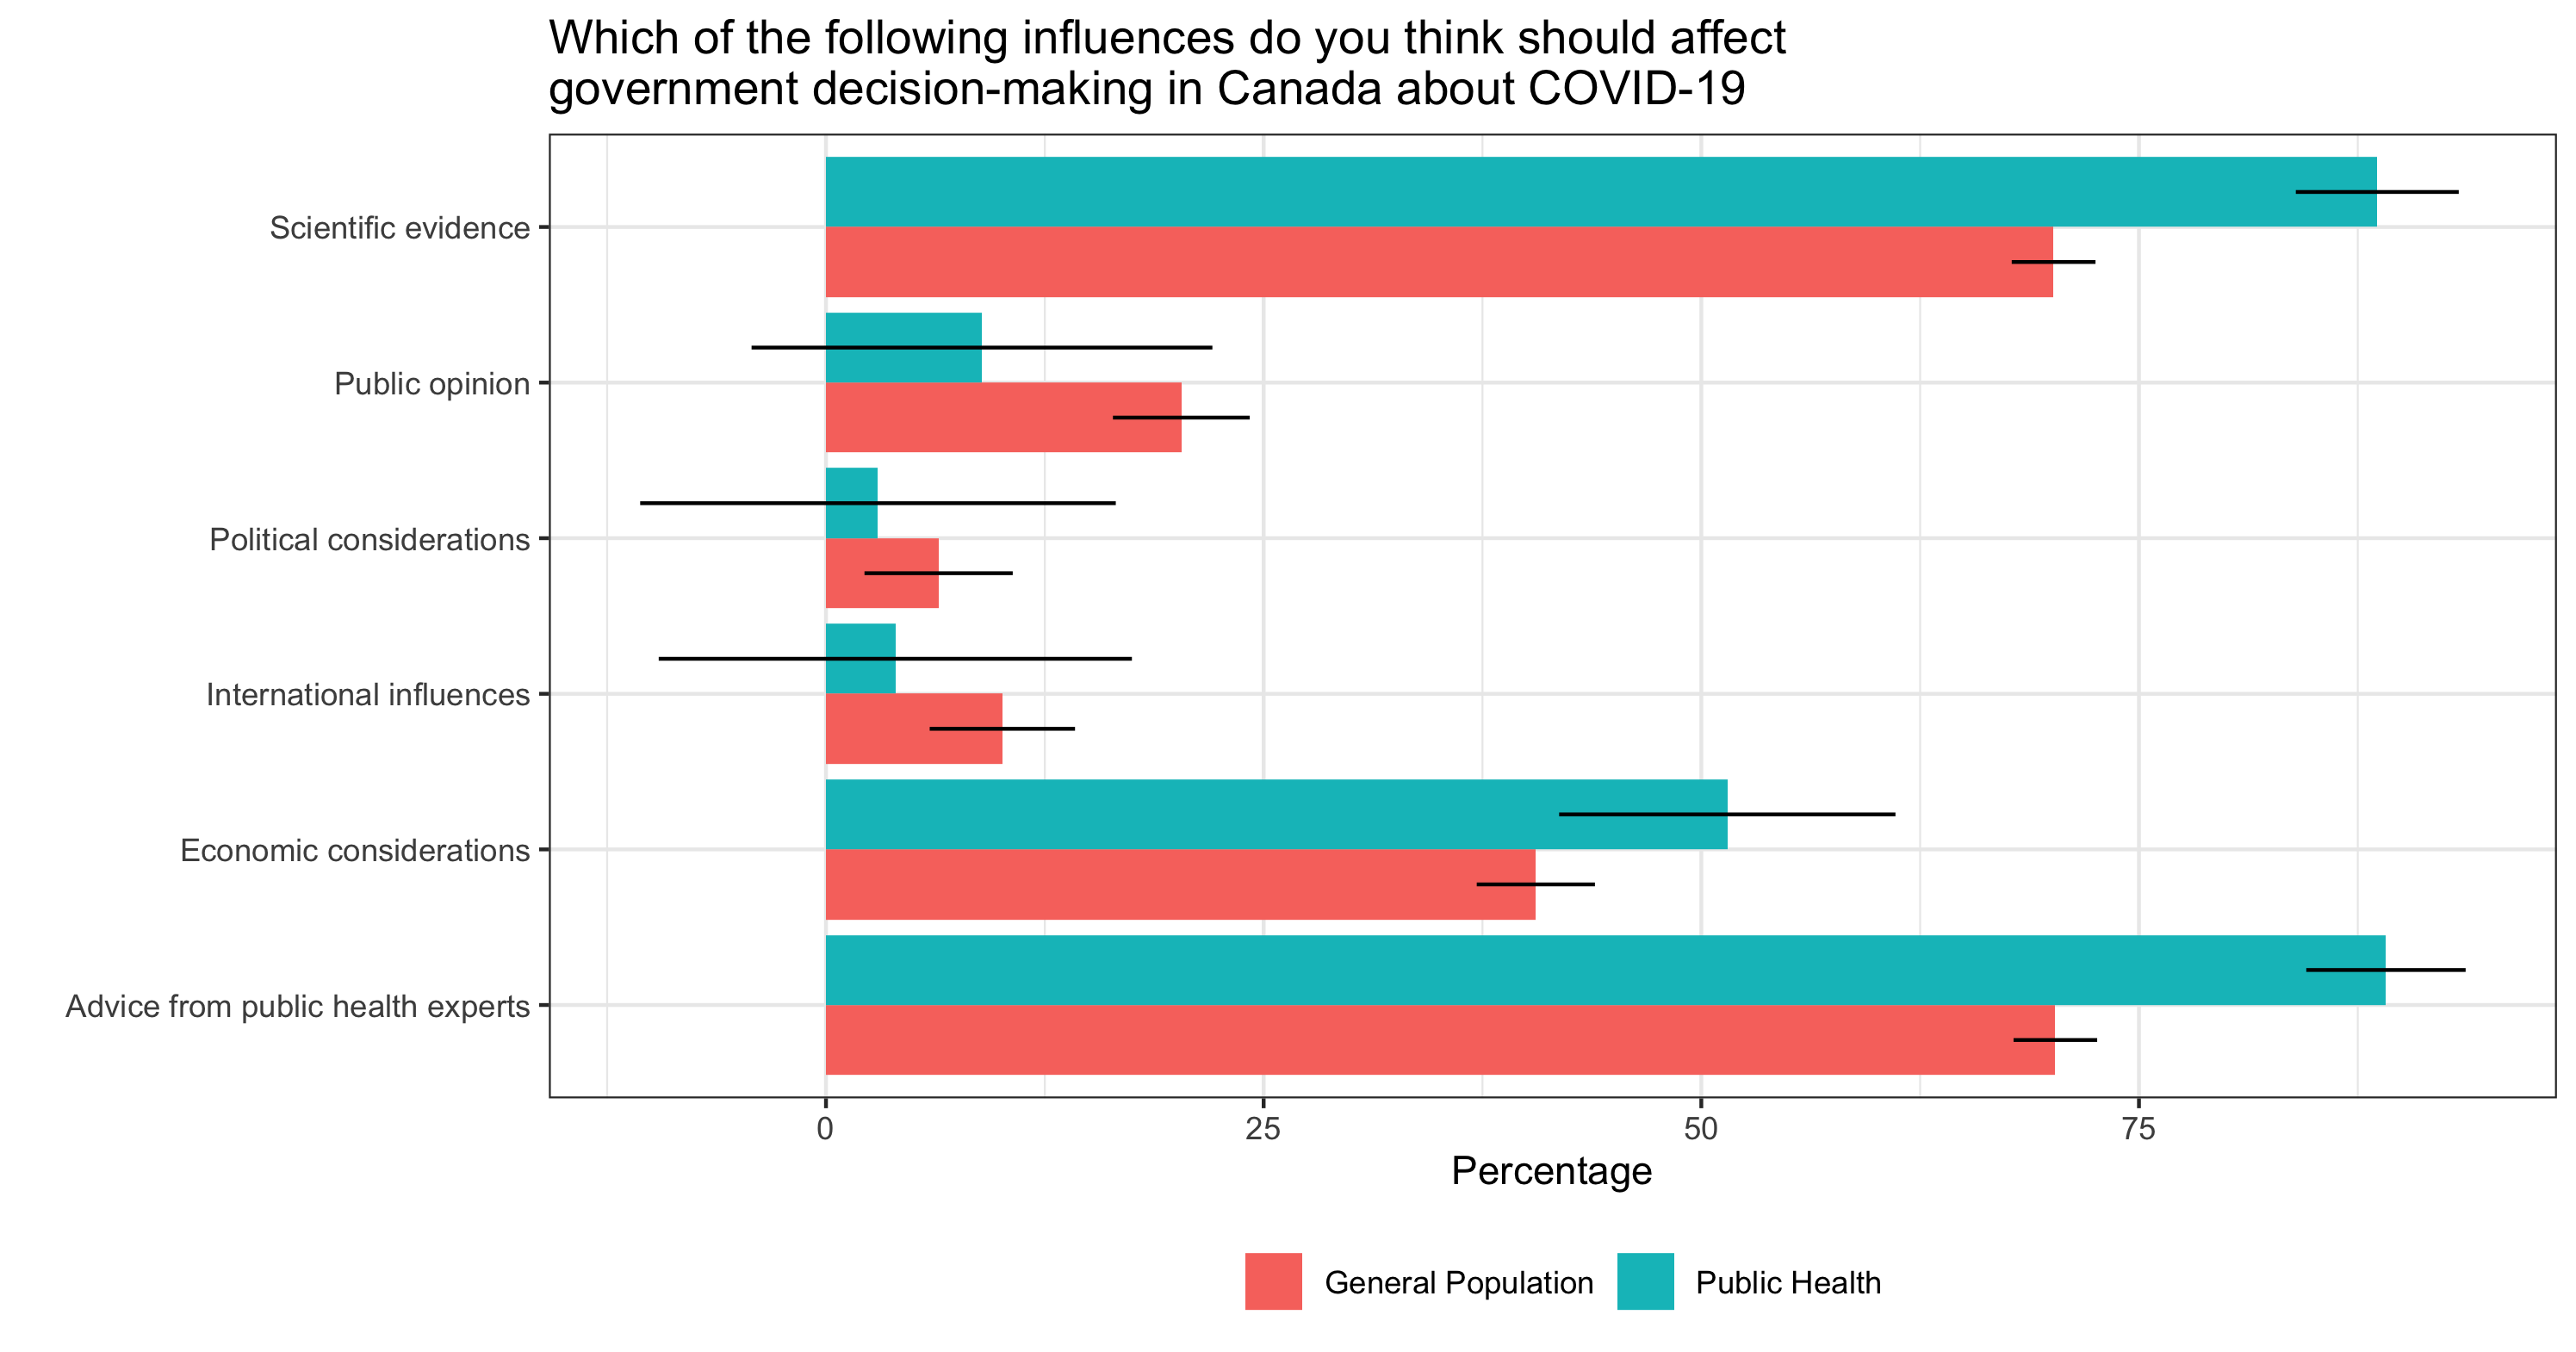 Which of the following influences do you think should affect
government decision-making in Canada about COVID-19
Scientific evidence
Public opinion
Political considerations
International influences
Economic considerations
Advice from public health experts
0 25 50 75
Percentage
General Population Public Health